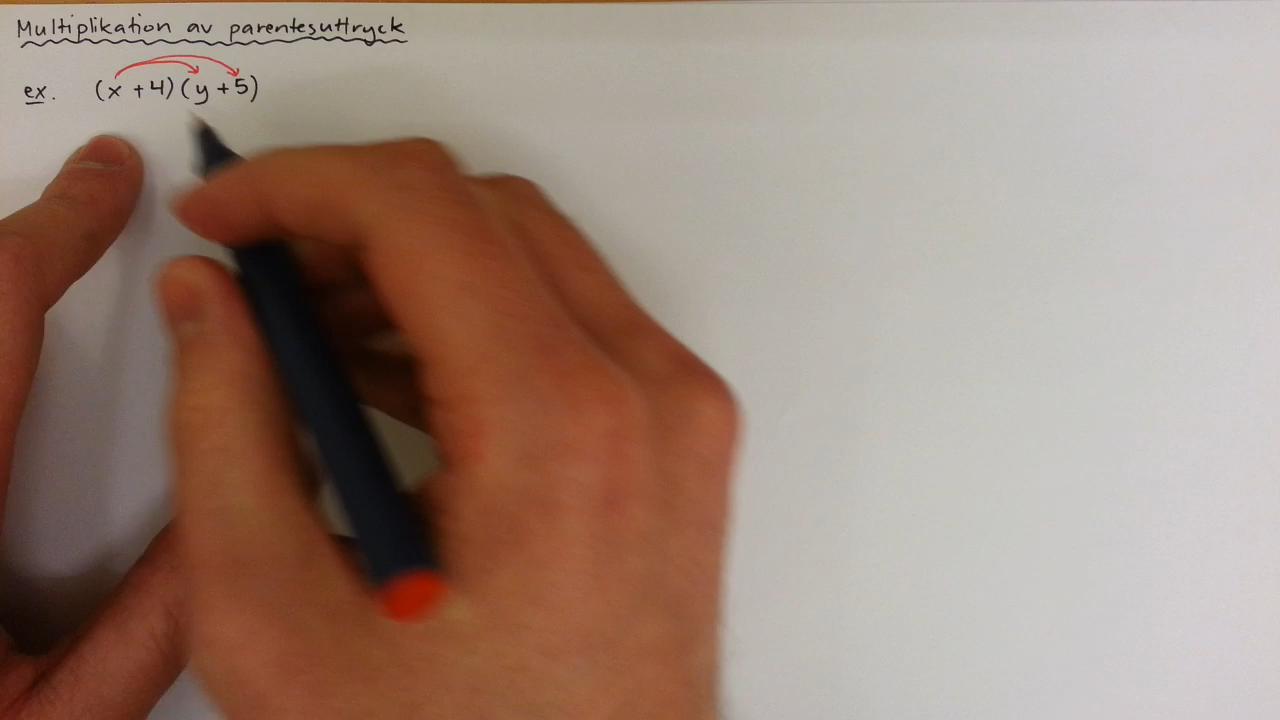 Multiplikation av parentesuttryck
ex. (x + 4)(y + 5)